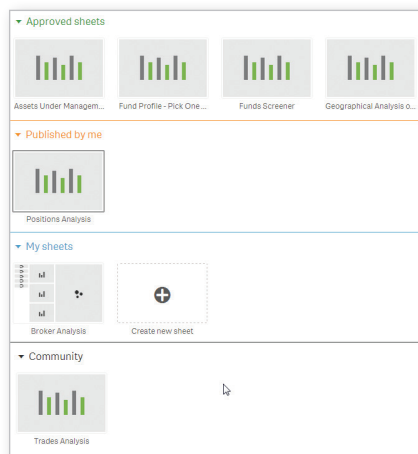 Approved sheets
Assets Under Managem...
Fund Profile - Pick One ...
Funds Screener
Geographical Analysis o...
Published by me
Positions Analysis
My sheets
Broker Analysis
Create new sheet
Community
Trades Analysis